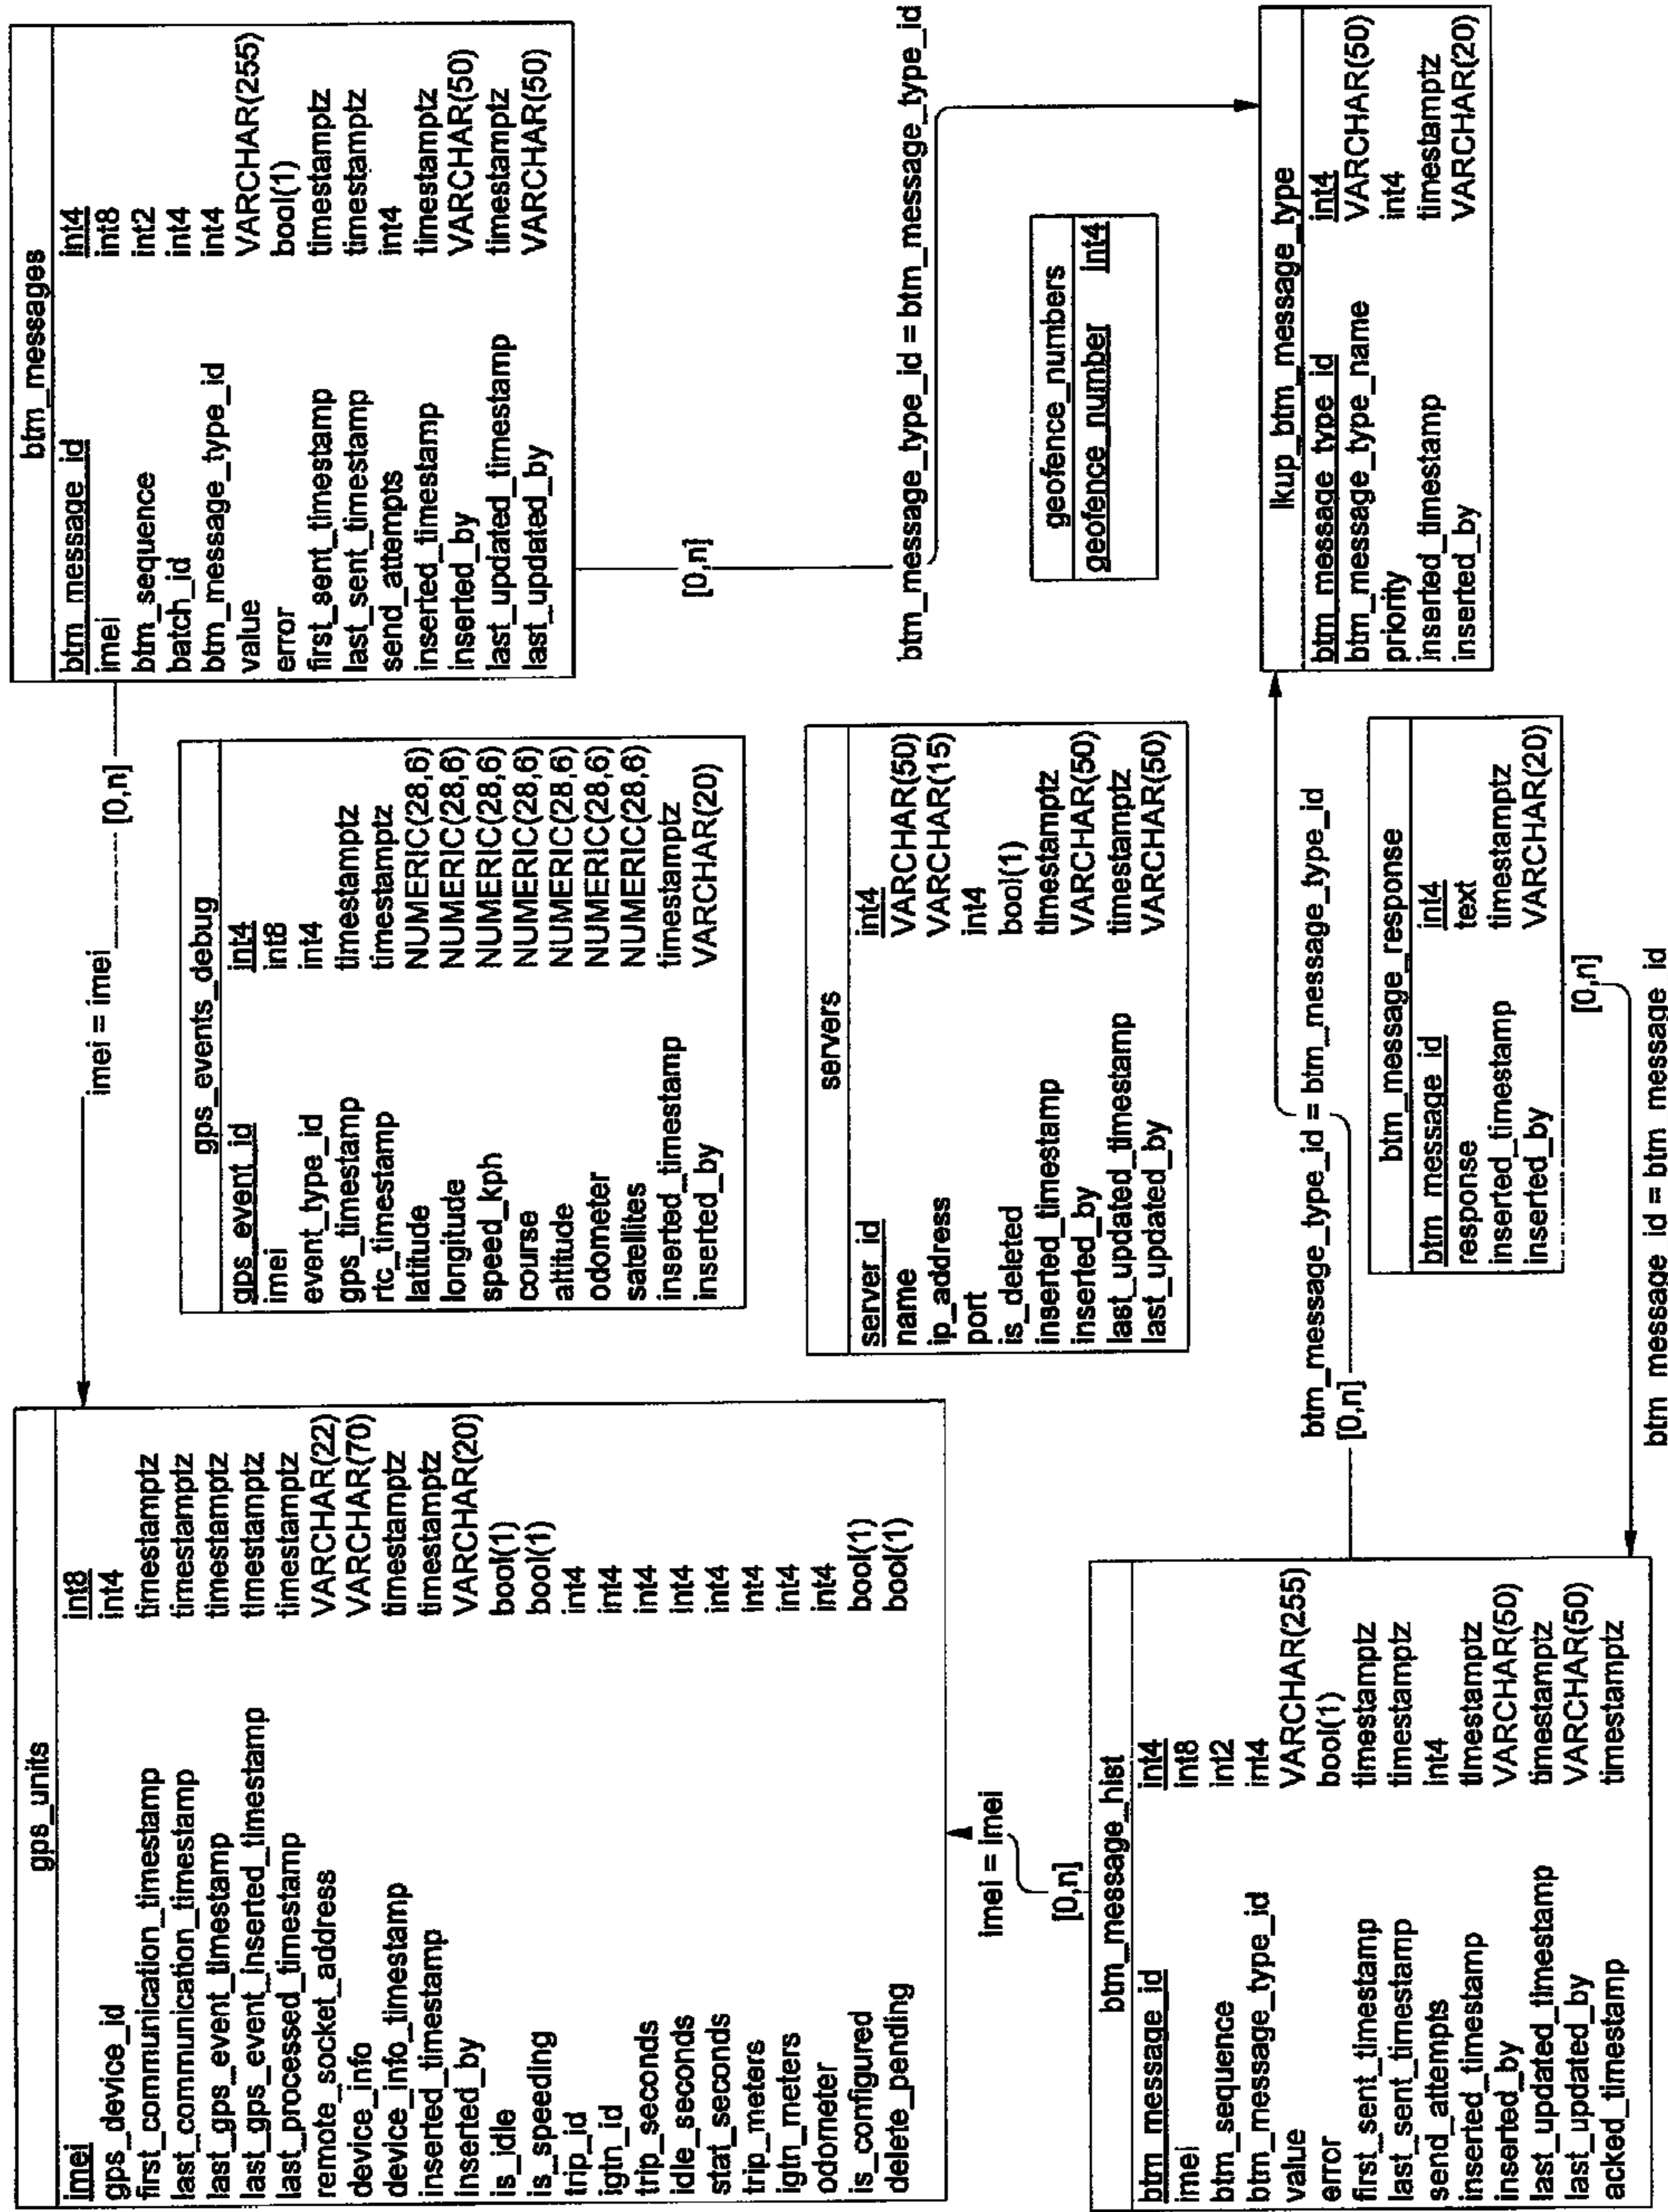 gps_units
imei int8
gps_device_id int4
first_communication_timestamp timestamptz
last_communication_timestamp timestamptz
last_gps_event_timestamp timestamptz
last_gps_event_inserted_timestamp timestamptz
last_processed_timestamp timestamptz
remote_socket_address VARCHAR(22)
device_info VARCHAR(70)
device_info_timestamp timestamptz
inserted_timestamp timestamptz
inserted_by VARCHAR(20)
is_idle bool(1)
is_speeding bool(1)
trip_id int4
igtn_id int4
trip_seconds int4
idle_seconds int4
stat_seconds int4
trip_meters int4
igtn_meters int4
odometer int4
is_configured bool(1)
delete_pending bool(1)
imei = imei
[0,n]
btm_messages
btm_message_id int4
imei int8
btm_sequence int2
batch_id int4
btm_message_type_id int4
value VARCHAR(255)
error bool(1)
first_sent_timestamp timestamptz
last_sent_timestamp timestamptz
send_attempts int4
inserted_timestamp timestamptz
inserted_by VARCHAR(50)
last_updated_timestamp timestamptz
last_updated_by VARCHAR(50)
gps_events_debug
gps_event_id int4
imei int8
event_type_id int4
gps_timestamp timestamptz
rtc_timestamp timestamptz
latitude NUMERIC(28,6)
longitude NUMERIC(28,6)
speed_kph NUMERIC(28,6)
course NUMERIC(28,6)
altitude NUMERIC(28,6)
odometer NUMERIC(28,6)
satellites NUMERIC(28,6)
inserted_timestamp timestamptz
inserted_by VARCHAR(20)
[0,n]
btm_message_type_id = btm_message_type_id
servers
server_id int4
name VARCHAR(50)
ip_address VARCHAR(15)
port int4
is_deleted bool(1)
inserted_timestamp timestamptz
inserted_by VARCHAR(50)
last_updated_timestamp timestamptz
last_updated_by VARCHAR(50)
geofence_numbers
geofence_number int4
imei = imei
[0,n]
btm_message_hist
btm_message_id int4
imei int8
btm_sequence int2
btm_message_type_id int4
value VARCHAR(255)
error bool(1)
first_sent_timestamp timestamptz
last_sent_timestamp timestamptz
send_attempts int4
inserted_timestamp timestamptz
inserted_by VARCHAR(50)
last_updated_timestamp timestamptz
last_updated_by VARCHAR(50)
acked_timestamp timestamptz
btm_message_type_id = btm_message_type_id
[0,n]
lkup_btm_message_type
btm_message_type_id int4
btm_message_type_name VARCHAR(50)
priority int4
inserted_timestamp timestamptz
inserted_by VARCHAR(20)
btm_message_response
btm_message_id int4
response text
inserted_timestamp timestamptz
inserted_by VARCHAR(20)
[0,n]
btm message id = btm message id